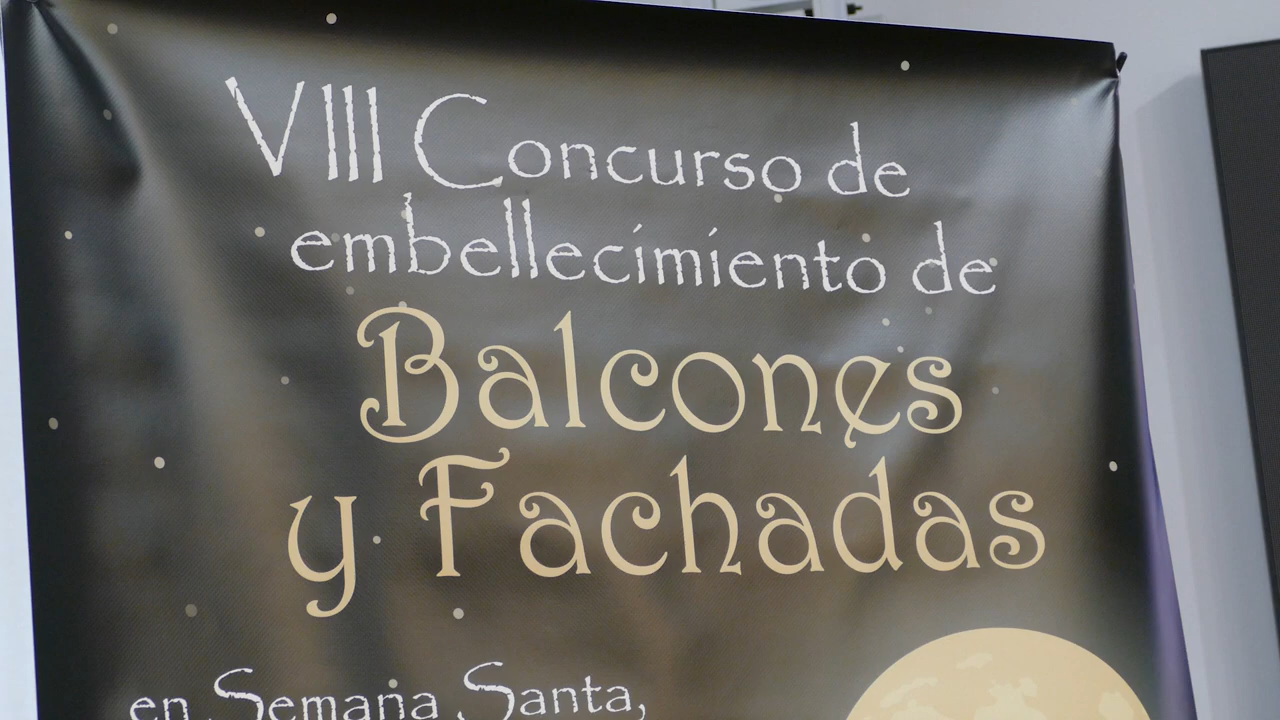 VIII Concurso de
embellecimiento de
Balcones
y Fachadas
en Semana Santa,